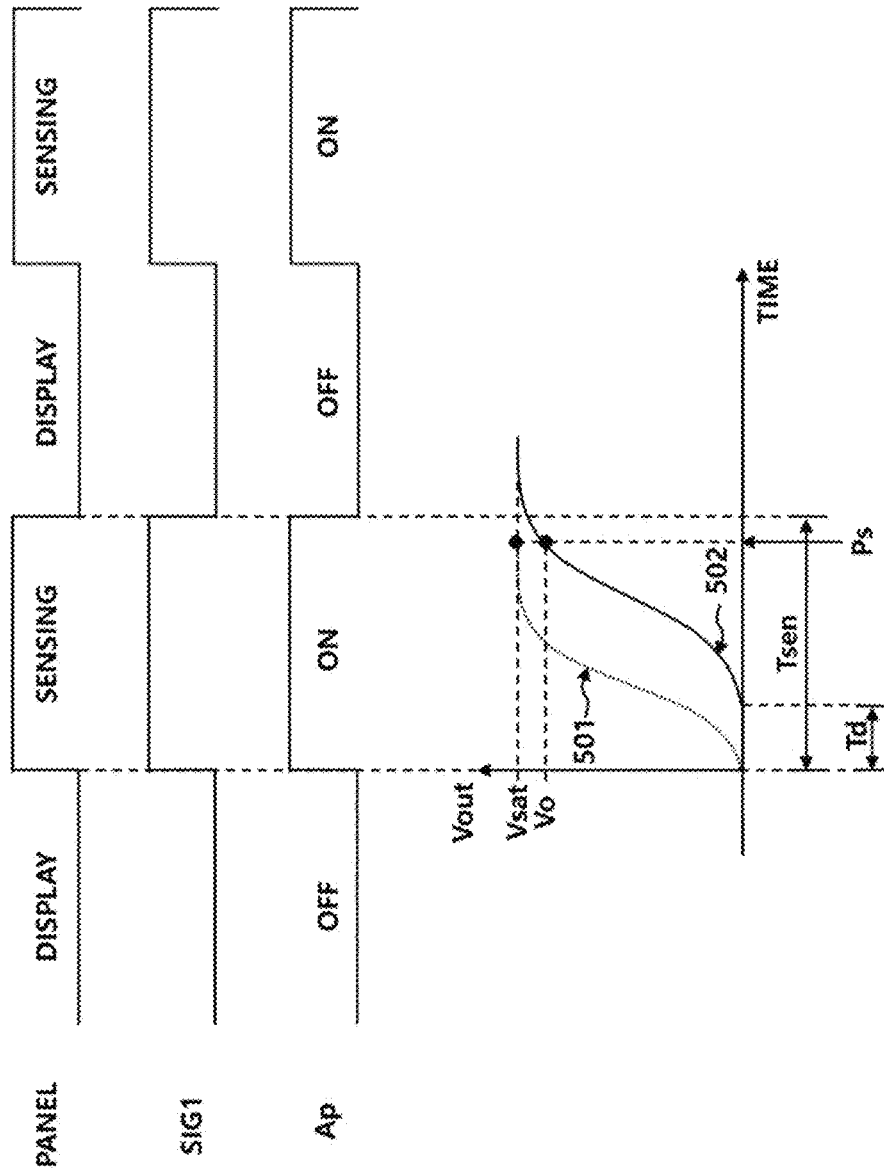 PANEL DISPLAY SENSING DISPLAY SENSING
SIG1
Ap OFF ON OFF ON
Vout
Vsat
Vo
501
502
TIME
Tsen
Td
Ps